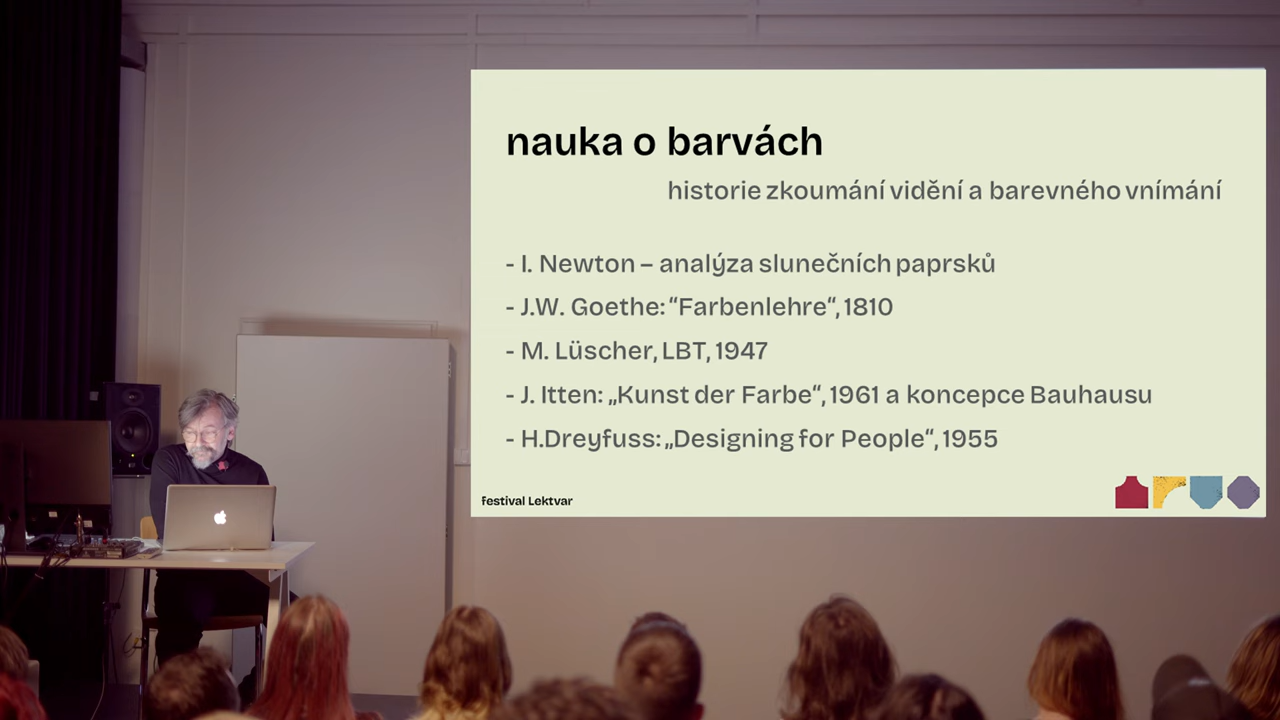 nauka o barvách
historie zkoumání vidění a barevného vnímání
- I. Newton – analýza slunečních paprsků
- J.W. Goethe: “Farbenlehre“, 1810
- M. Lüscher, LBT, 1947
- J. Itten: „Kunst der Farbe“, 1961 a koncepce Bauhausu
- H.Dreyfuss: „Designing for People“, 1955
festival Lektvar